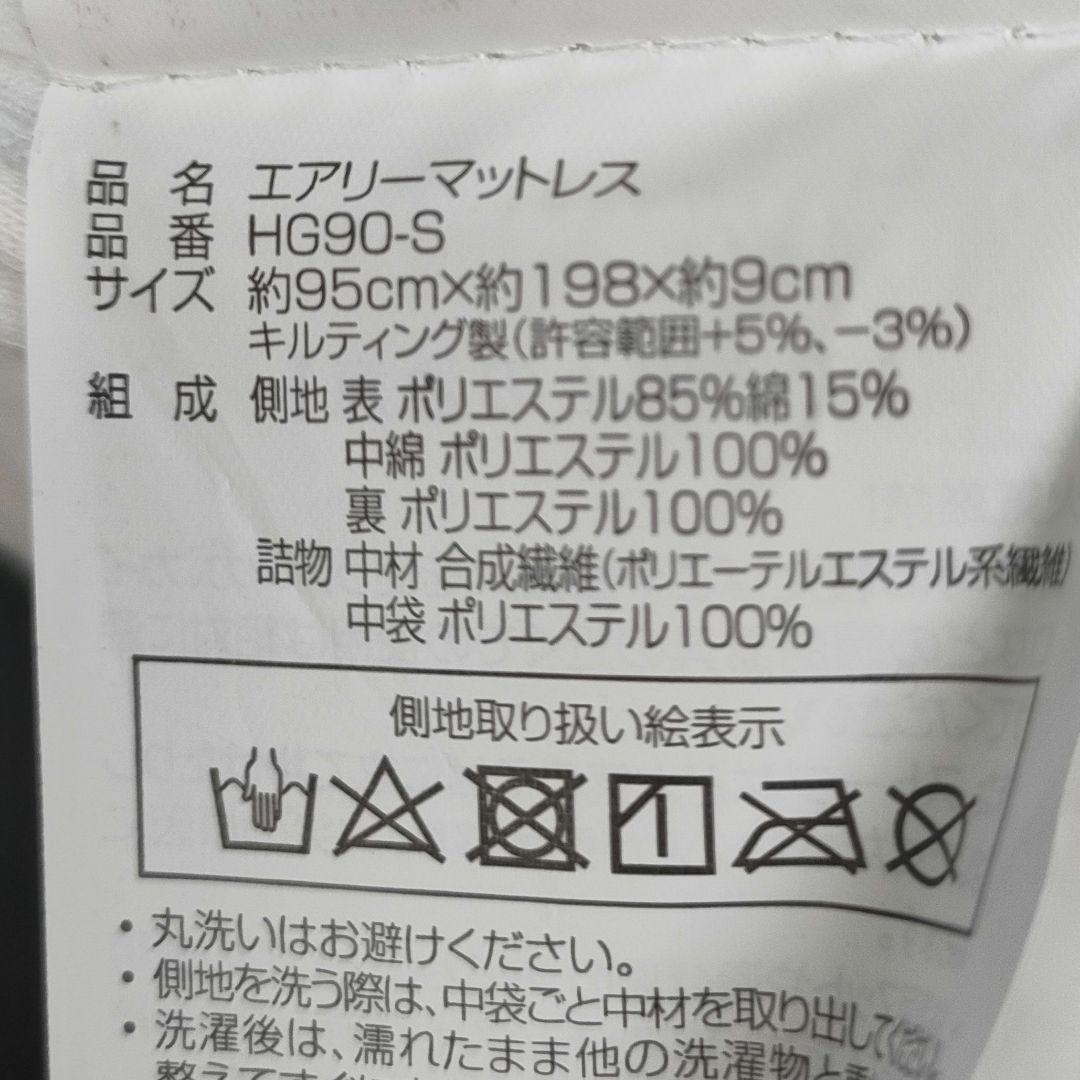 品名 エアリーマットレス
品番 HG90-S
サイズ 約95cm×約198×約9cm
キルティング製(許容範囲+5%、-3%)
組成 側地 表 ポリエステル85%綿15%
中綿 ポリエステル100%
裏 ポリエステル100%
詰物 中材 合成繊維(ポリエーテルエステル系繊維)
中袋 ポリエステル100%
側地取り扱い絵表示
・丸洗いはお避けください。
・側地を洗う際は、中袋ごと中材を取り出してください
・洗濯後は、濡れたまま他の洗濯物と
整えて